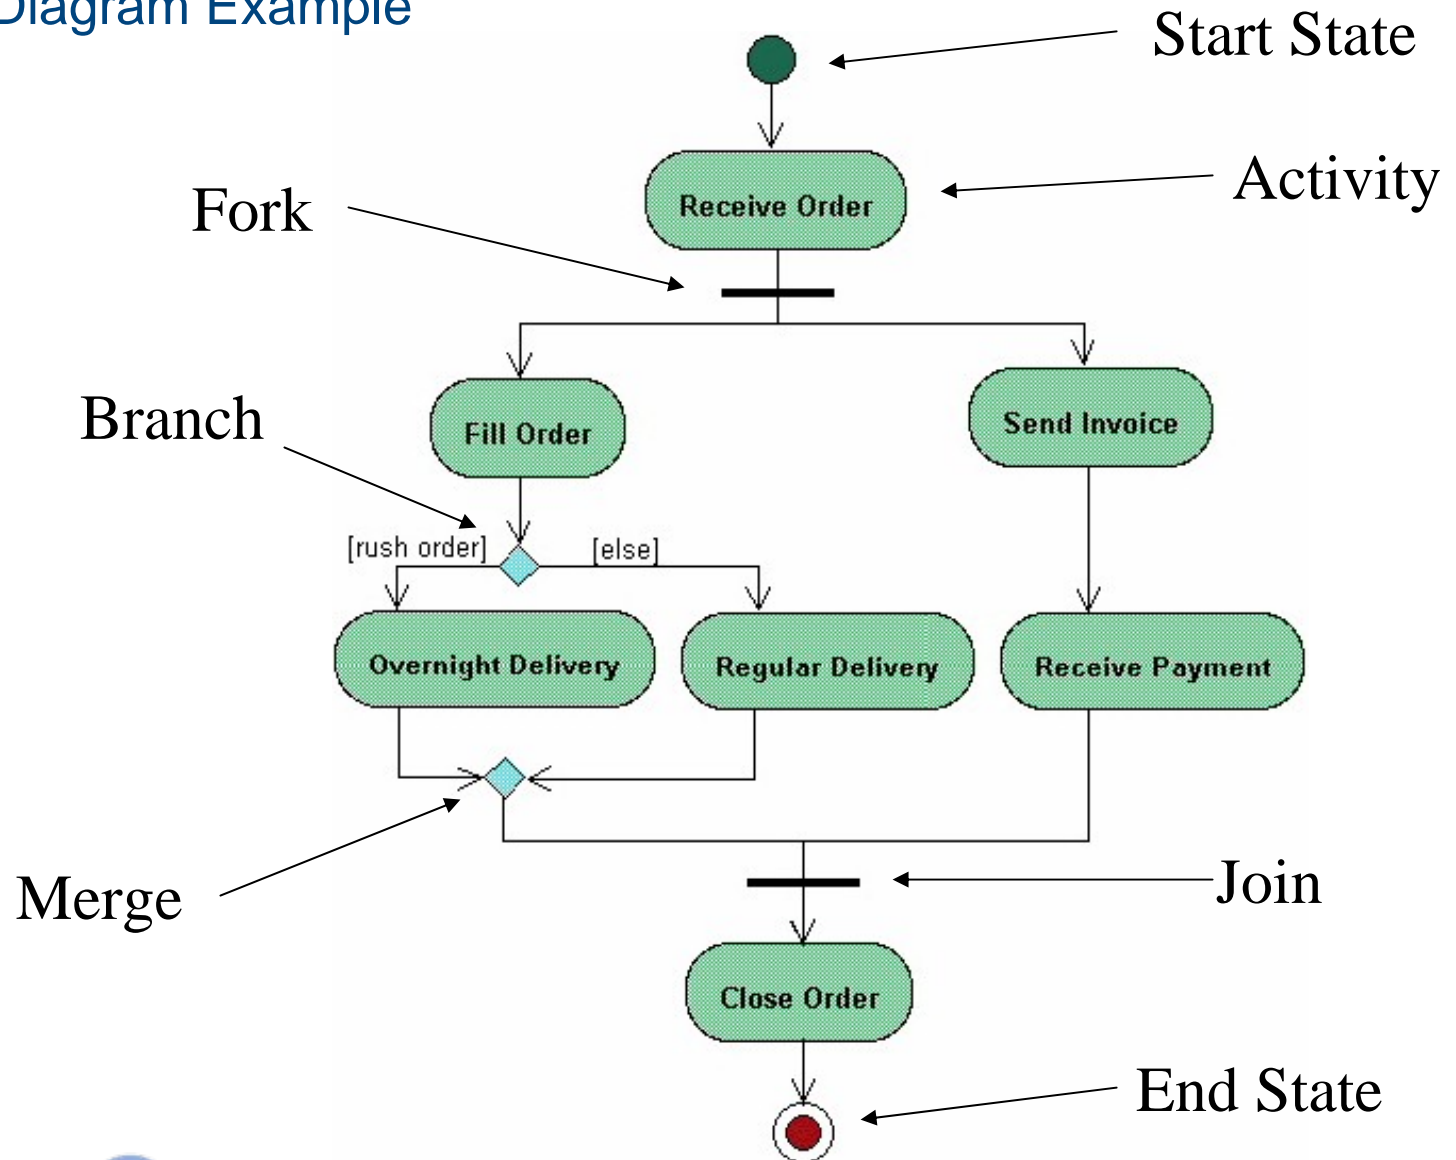 Diagram Example
Start State
Activity
Receive Order
Fork
Fill Order
Send Invoice
Branch
[rush order]
[else]
Overnight Delivery
Regular Delivery
Receive Payment
Merge
Join
Close Order
End State